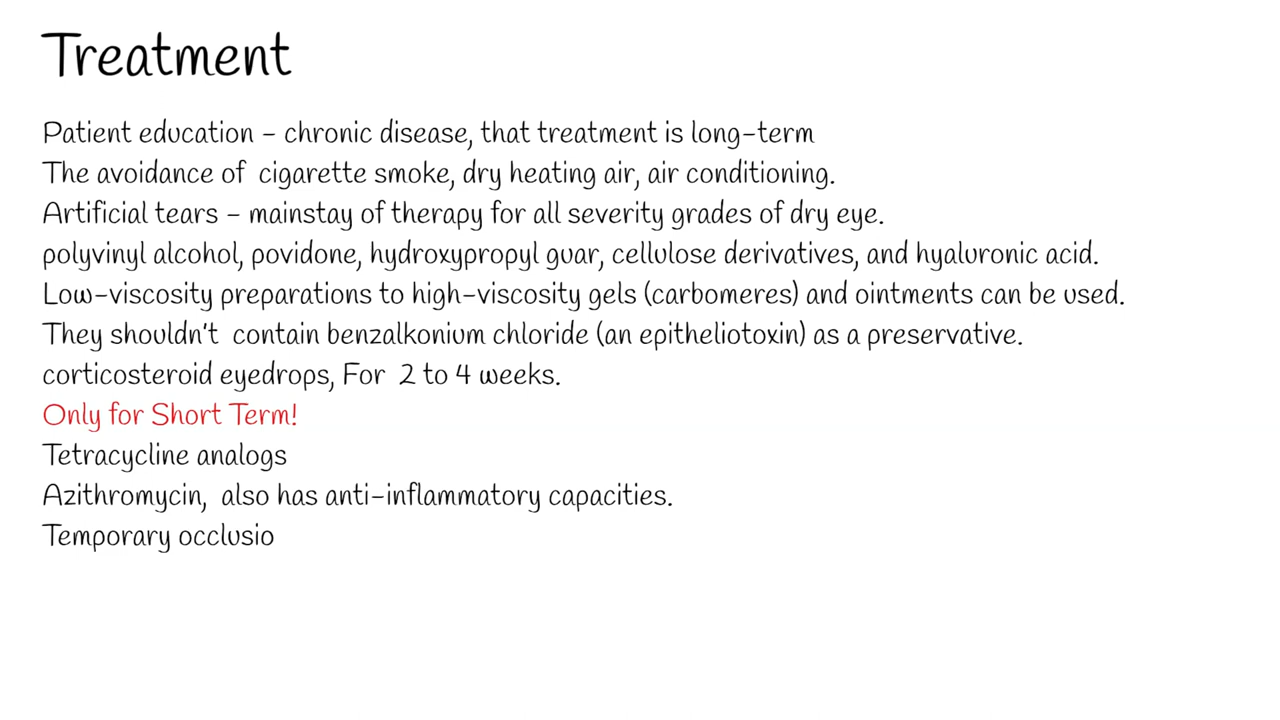 Treatment
Patient education - chronic disease, that treatment is long-term
The avoidance of  cigarette smoke, dry heating air, air conditioning.
Artificial tears - mainstay of therapy for all severity grades of dry eye.
polyvinyl alcohol, povidone, hydroxypropyl guar, cellulose derivatives, and hyaluronic acid.
Low-viscosity preparations to high-viscosity gels (carbomeres) and ointments can be used.
They shouldn't  contain benzalkonium chloride (an epitheliotoxin) as a preservative.
corticosteroid eyedrops, For  2 to 4 weeks.
Only for Short Term!
Tetracycline analogs
Azithromycin,  also has anti-inflammatory capacities.
Temporary occlusio